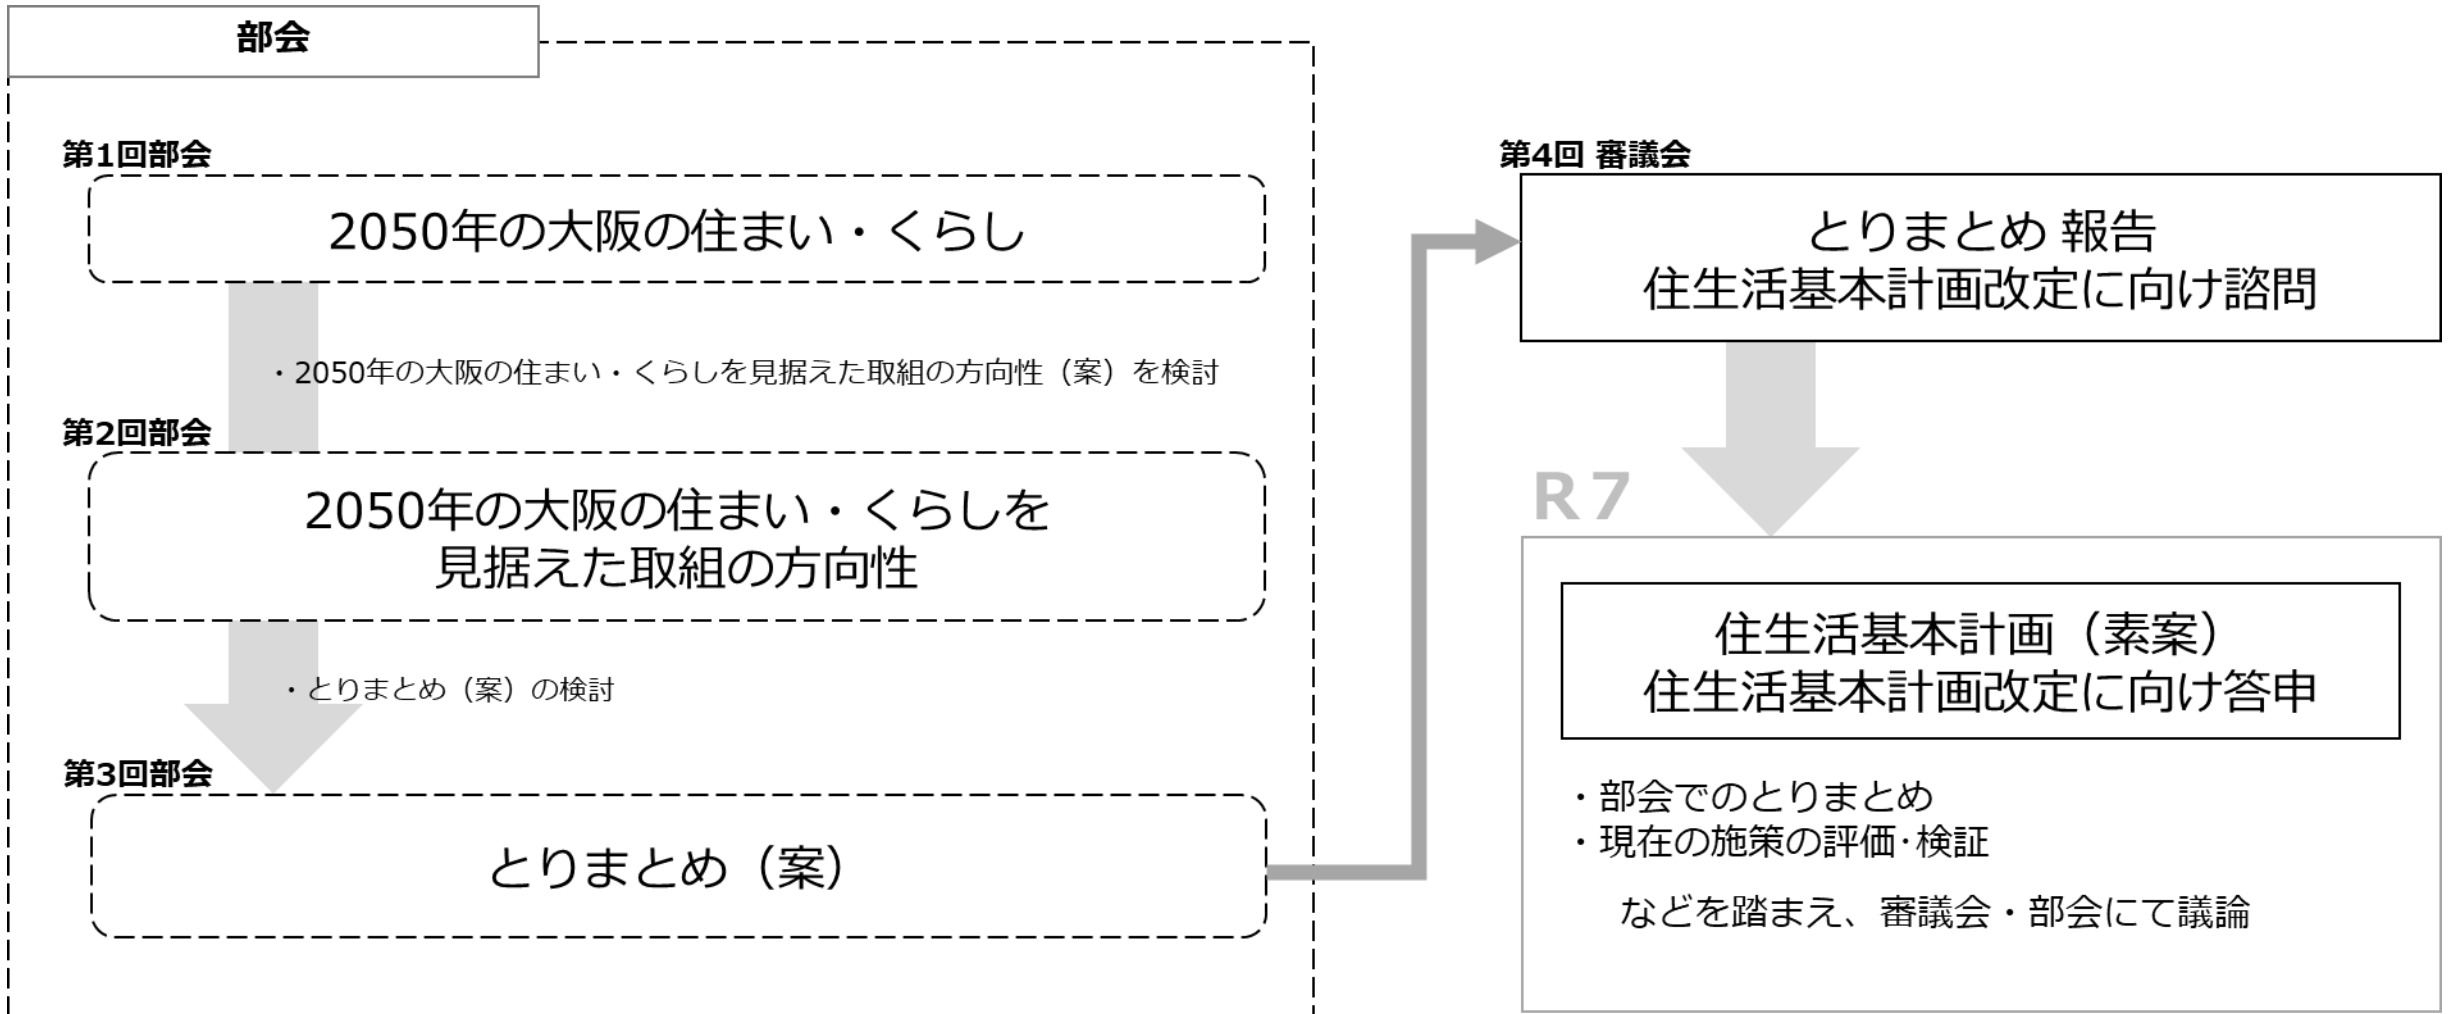 部会
第1回部会
2050年の大阪の住まい・くらし
・2050年の大阪の住まい・くらしを見据えた取組の方向性（案）を検討
第2回部会
2050年の大阪の住まい・くらしを
見据えた取組の方向性
・とりまとめ（案）の検討
第3回部会
とりまとめ（案）
第4回 審議会
とりまとめ 報告
住生活基本計画改定に向け諮問
R7
住生活基本計画（素案）
住生活基本計画改定に向け答申
・部会でのとりまとめ
・現在の施策の評価･検証
などを踏まえ、審議会・部会にて議論